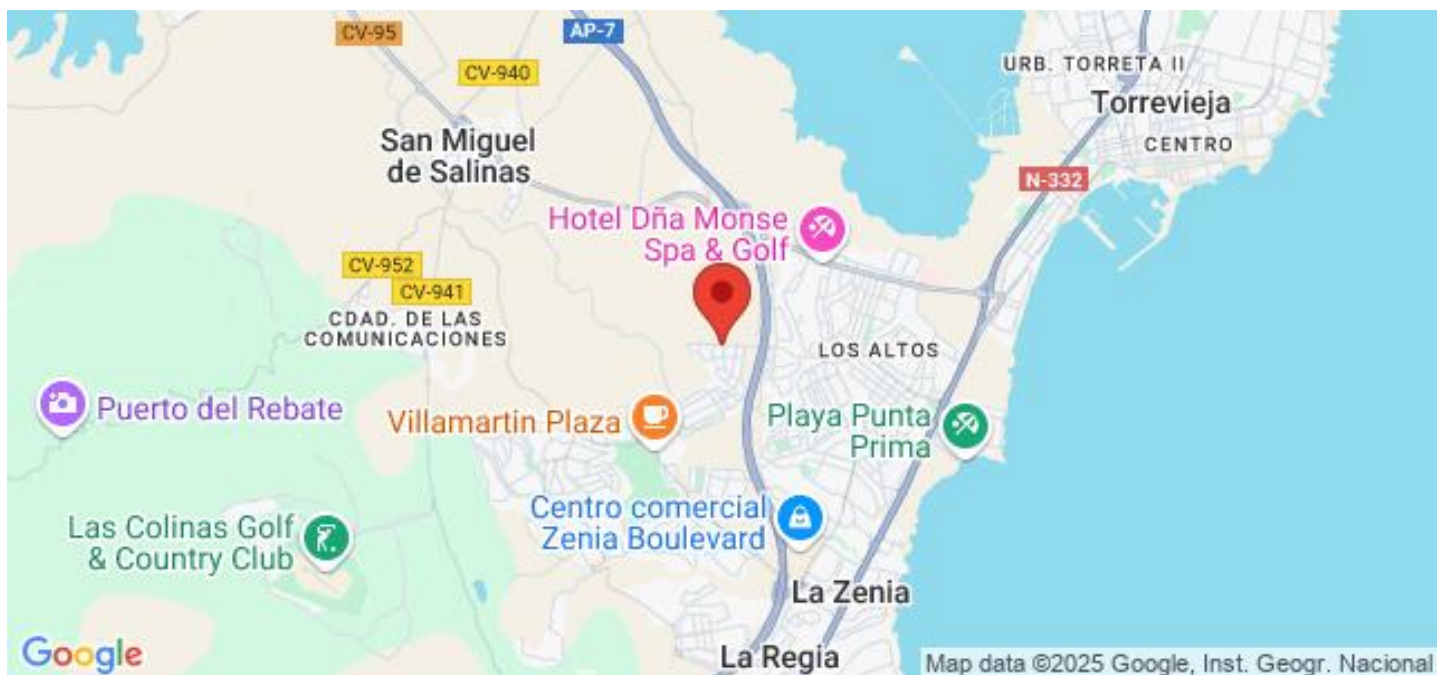 CV-95
AP-7
CV-940
URB. TORRETA II
Torrevieja
CENTRO
San Miguel
de Salinas
N-332
Hotel Dña Monse
Spa & Golf
CV-952
CV-941
CDAD. DE LAS
COMUNICACIONES
LOS ALTOS
Puerto del Rebate
Villamartin Plaza
Playa Punta
Prima
Centro comercial
Zenia Boulevard
Las Colinas Golf
& Country Club
La Zenia
La Regia
Google
Map data ©2025 Google, Inst. Geogr. Nacional